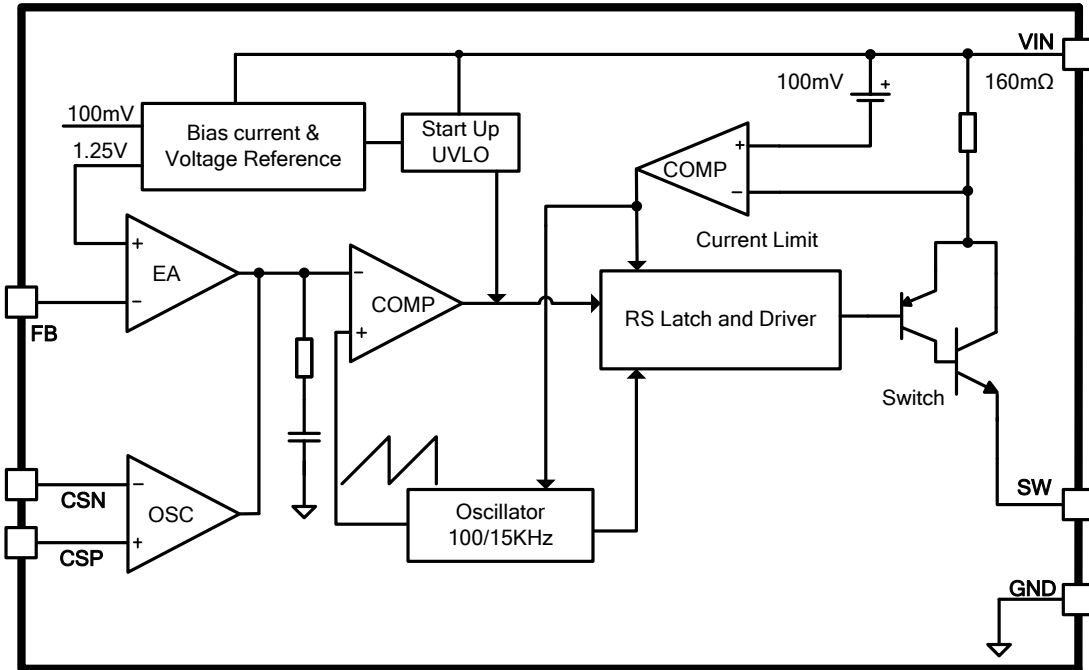 VIN
100mV
+
160mΩ
100mV
Bias current &
Voltage Reference
Start Up
UVLO
1.25V
+
COMP
−
Current Limit
+
EA
−
FB
−
COMP
+
RS Latch and Driver
Switch
CSN
−
OSC
CSP
+
Oscillator
100/15KHz
SW
GND